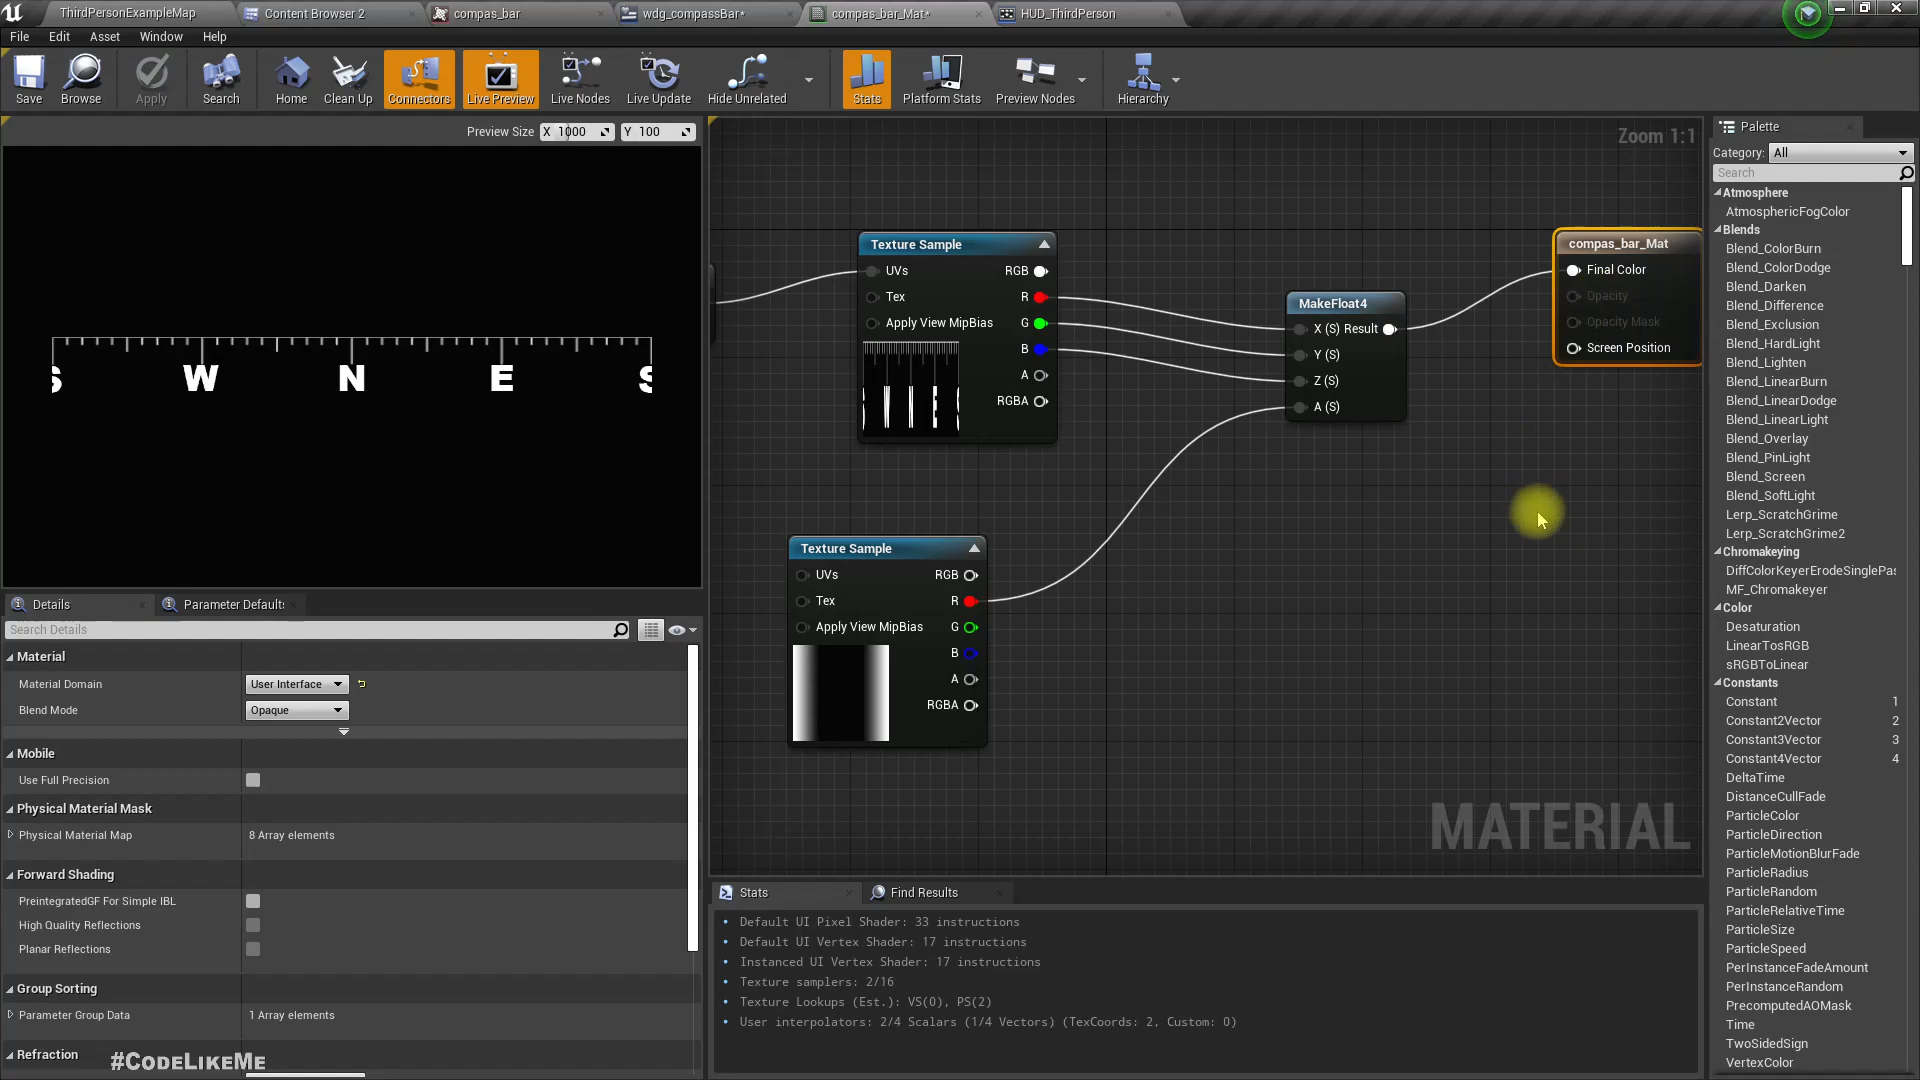 ThirdPersonExampleMap
Content Browser 2
compas_bar
wdg_compassBar*
compas_bar_Mat*
HUD_ThirdPerson
File Edit Asset Window Help
Save
Browse
Apply
Search
Home
Clean Up
Connectors
Live Preview
Live Nodes
Live Update
Hide Unrelated
Stats
Platform Stats
Preview Nodes
Hierarchy
Preview Size X 1000 Y 100
S W N E S
Zoom 1:1
Texture Sample
UVs RGB
Tex R
Apply View MipBias G
B
A
RGBA
MakeFloat4
X (S) Result
Y (S)
Z (S)
A (S)
compas_bar_Mat
Final Color
Opacity
Opacity Mask
Screen Position
Texture Sample
UVs RGB
Tex R
Apply View MipBias G
B
A
RGBA
MATERIAL
Details
Parameter Defaults
Search Details
Material
Material Domain User Interface
Blend Mode Opaque
Mobile
Use Full Precision
Physical Material Mask
Physical Material Map 8 Array elements
Forward Shading
PreintegratedGF For Simple IBL
High Quality Reflections
Planar Reflections
Group Sorting
Parameter Group Data 1 Array elements
Refraction
#CodeLikeMe
Stats
Find Results
Default UI Pixel Shader: 33 instructions
Default UI Vertex Shader: 17 instructions
Instanced UI Vertex Shader: 17 instructions
Texture samplers: 2/16
Texture Lookups (Est.): VS(0), PS(2)
User interpolators: 2/4 Scalars (1/4 Vectors) (TexCoords: 2, Custom: 0)
Palette
Category: All
Search
Atmosphere
AtmosphericFogColor
Blends
Blend_ColorBurn
Blend_ColorDodge
Blend_Darken
Blend_Difference
Blend_Exclusion
Blend_HardLight
Blend_Lighten
Blend_LinearBurn
Blend_LinearDodge
Blend_LinearLight
Blend_Overlay
Blend_PinLight
Blend_Screen
Blend_SoftLight
Lerp_ScratchGrime
Lerp_ScratchGrime2
Chromakeying
DiffColorKeyerErodeSinglePas
MF_Chromakeyer
Color
Desaturation
LinearTosRGB
sRGBToLinear
Constants
Constant 1
Constant2Vector 2
Constant3Vector 3
Constant4Vector 4
DeltaTime
DistanceCullFade
ParticleColor
ParticleDirection
ParticleMotionBlurFade
ParticleRadius
ParticleRandom
ParticleRelativeTime
ParticleSize
ParticleSpeed
PerInstanceFadeAmount
PerInstanceRandom
PrecomputedAOMask
Time
TwoSidedSign
VertexColor